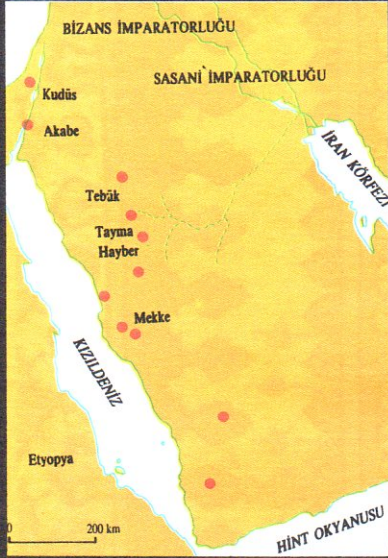 BİZANS İMPARATORLUĞU
SASANİ İMPARATORLUĞU
Kudüs
Akabe
İRAN KÖRFEZİ
Tebük
Tayma
Hayber
Mekke
KIZILDENİZ
Etyopya
0 200 km
HİNT OKYANUSU